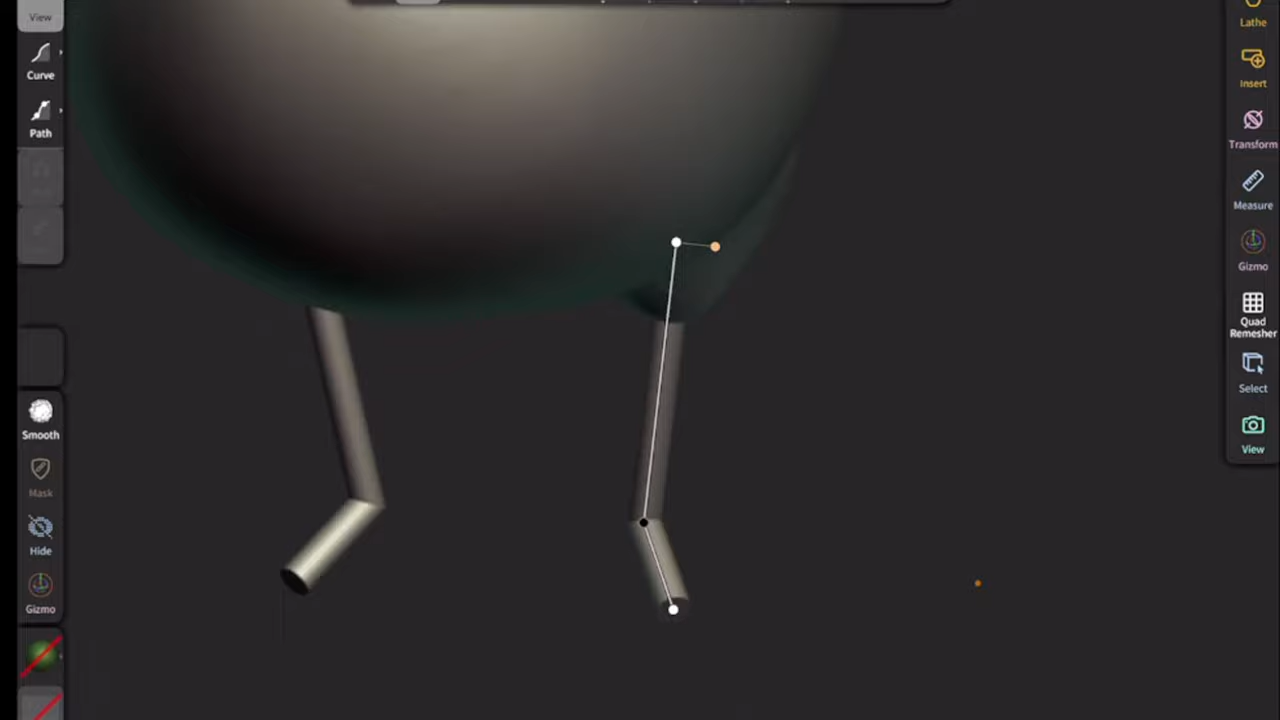 View
Curve
Path
Smooth
Mask
Hide
Gizmo
Lathe
Insert
Transform
Measure
Gizmo
Quad
Remesher
Select
View